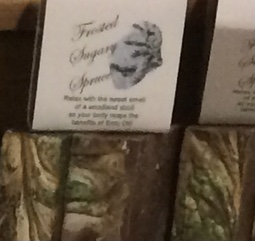 Frosted
Sugary
Spruce
Relax with the sweet smell
of a woodland stroll
as your body reaps the
benefits of Emu Oil!